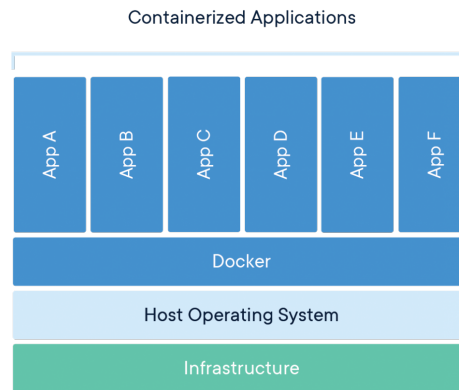 Containerized Applications
App A
App B
App C
App D
App E
App F
Docker
Host Operating System
Infrastructure